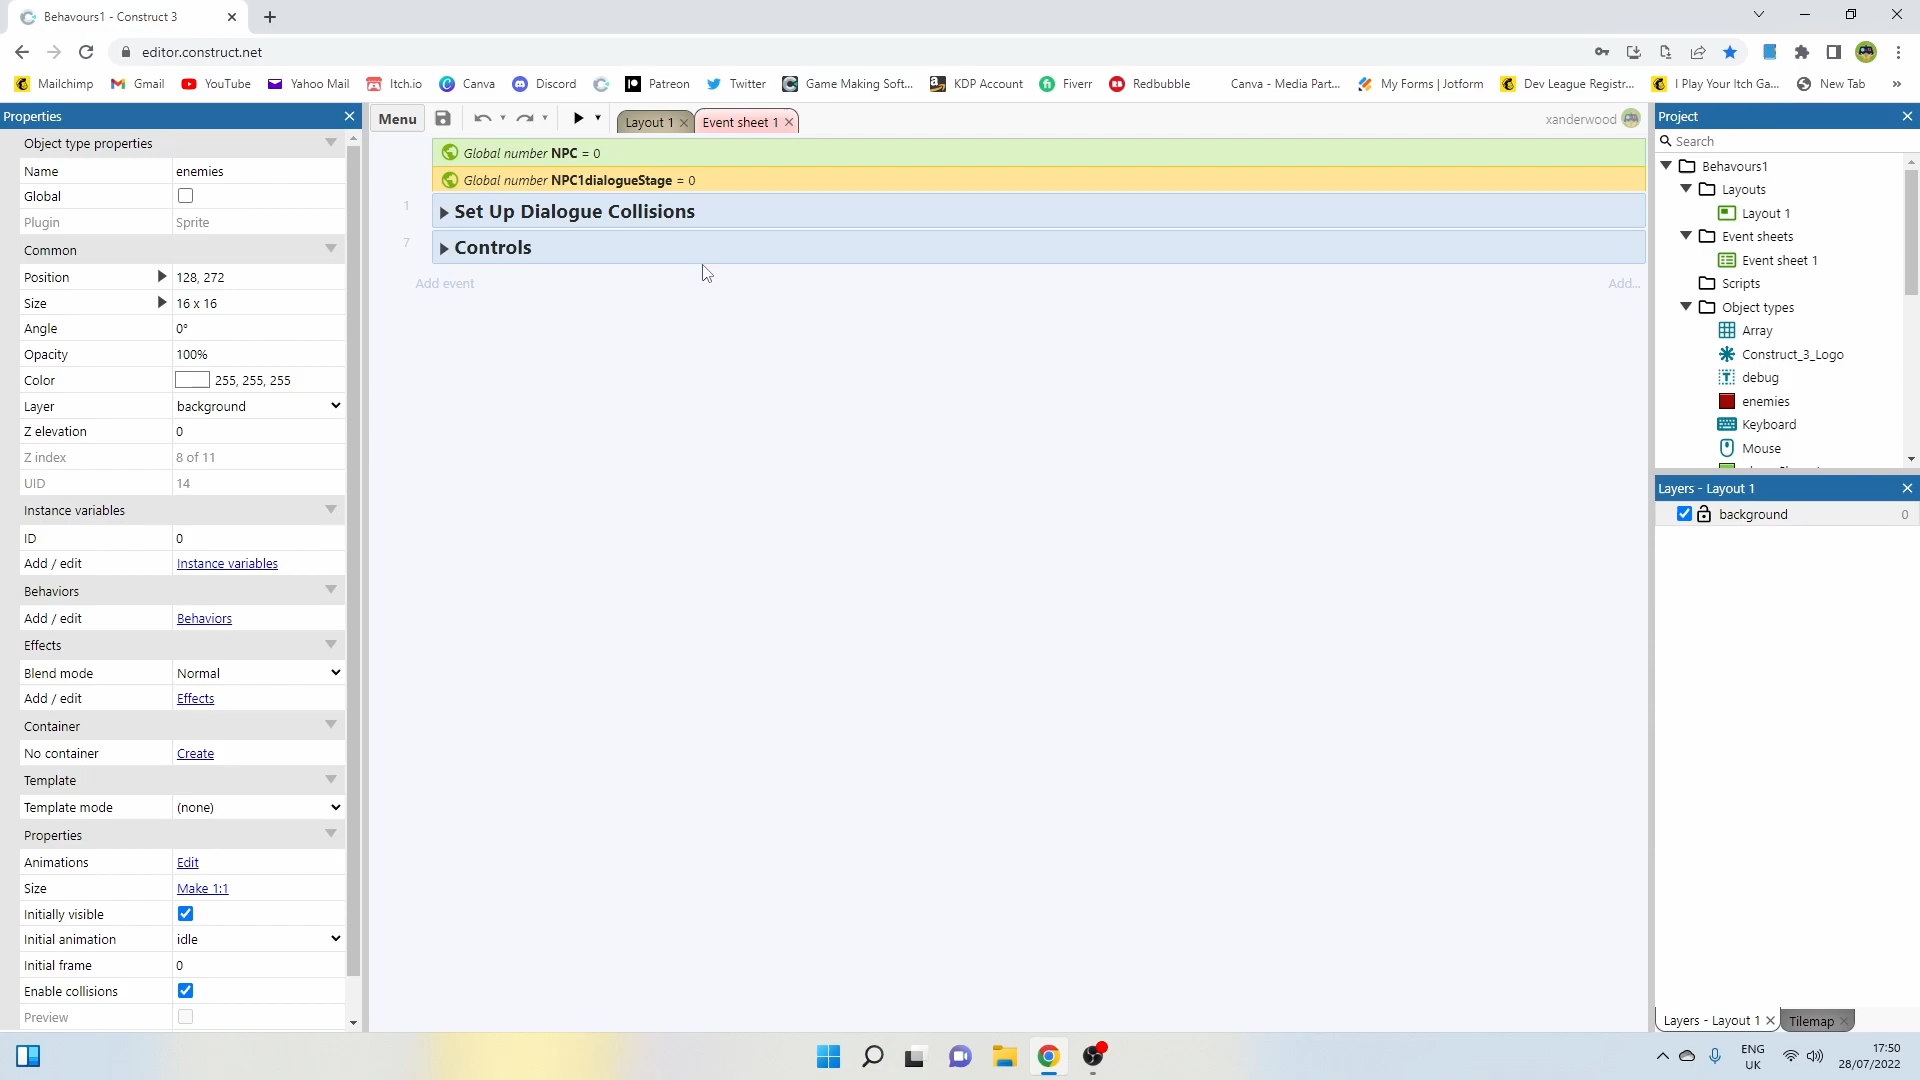 Behavours1 - Construct 3
editor.construct.net
Mailchimp Gmail YouTube Yahoo Mail Itch.io Canva Discord Patreon Twitter Game Making Soft... KDP Account Fiverr Redbubble Canva - Media Part... My Forms | Jotform Dev League Registr... I Play Your Itch Ga... New Tab »
Properties
Object type properties
Name enemies
Global
Plugin Sprite
Common
Position 128, 272
Size 16 x 16
Angle 0°
Opacity 100%
Color 255, 255, 255
Layer background
Z elevation 0
Z index 8 of 11
UID 14
Instance variables
ID 0
Add / edit Instance variables
Behaviors
Add / edit Behaviors
Effects
Blend mode Normal
Add / edit Effects
Container
No container Create
Template
Template mode (none)
Properties
Animations Edit
Size Make 1:1
Initially visible
Initial animation idle
Initial frame 0
Enable collisions
Preview
Menu Layout 1 Event sheet 1 xanderwood
Global number NPC = 0
Global number NPC1dialogueStage = 0
1 Set Up Dialogue Collisions
7 Controls
Add event Add...
Project
Search
Behavours1
Layouts
Layout 1
Event sheets
Event sheet 1
Scripts
Object types
Array
Construct_3_Logo
debug
enemies
Keyboard
Mouse
Layers - Layout 1
background 0
Layers - Layout 1 Tilemap
ENG
UK
17:50
28/07/2022